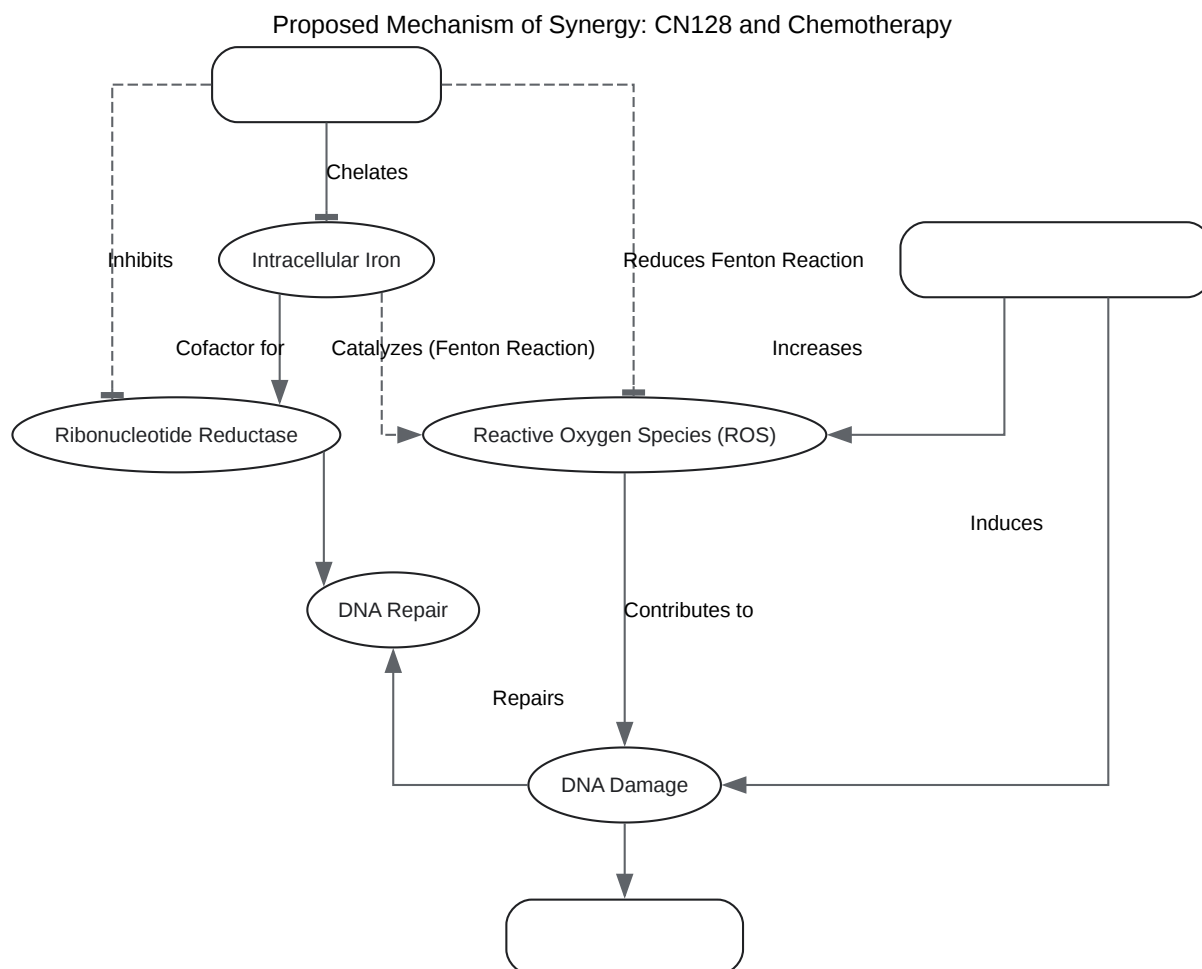 Proposed Mechanism of Synergy: CN128 and Chemotherapy
Chelates
Inhibits
Intracellular Iron
Reduces Fenton Reaction
Cofactor for
Catalyzes (Fenton Reaction)
Increases
Ribonucleotide Reductase
Reactive Oxygen Species (ROS)
Induces
DNA Repair
Contributes to
Repairs
DNA Damage